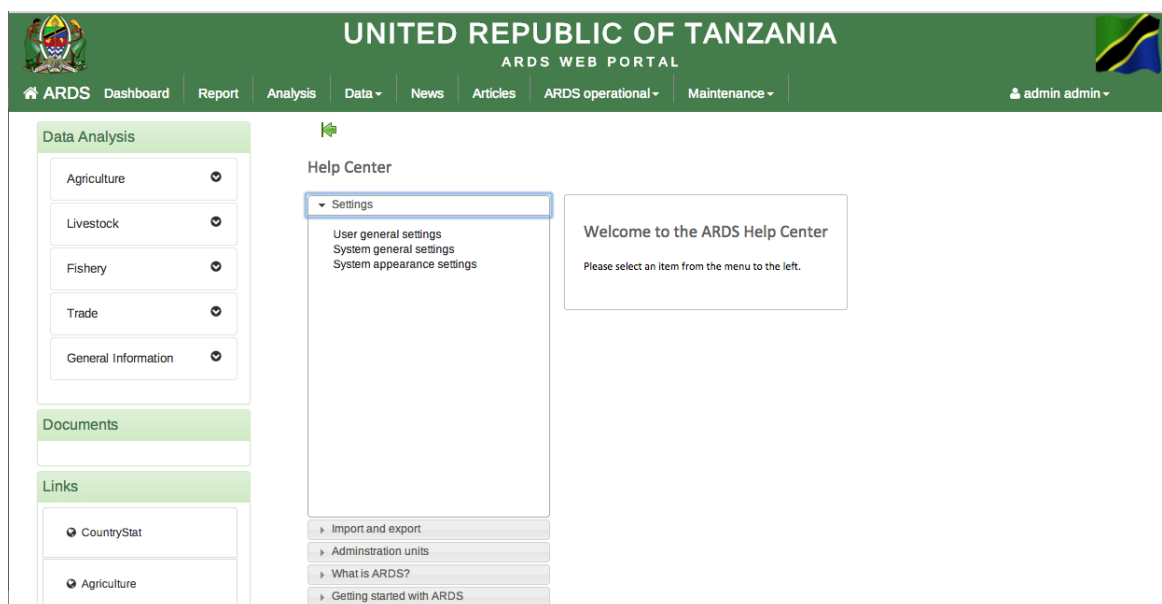 UNITED REPUBLIC OF TANZANIA
ARDS WEB PORTAL
ARDS Dashboard Report Analysis Data News Articles ARDS operational Maintenance admin admin
Data Analysis
Agriculture
Livestock
Fishery
Trade
General Information
Documents
Links
CountryStat
Agriculture
Help Center
Settings
User general settings
System general settings
System appearance settings
Import and export
Adminstration units
What is ARDS?
Getting started with ARDS
Welcome to the ARDS Help Center
Please select an item from the menu to the left.